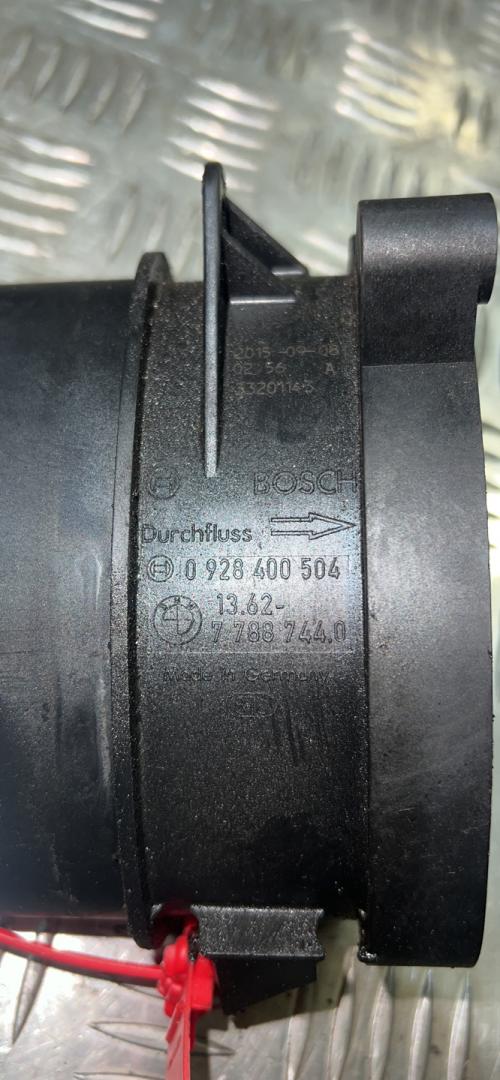 2015-09-08
02 56 A
33201145
BOSCH
Durchfluss
0 928 400 504
13.62-
7 788 744.0
Made in Germany